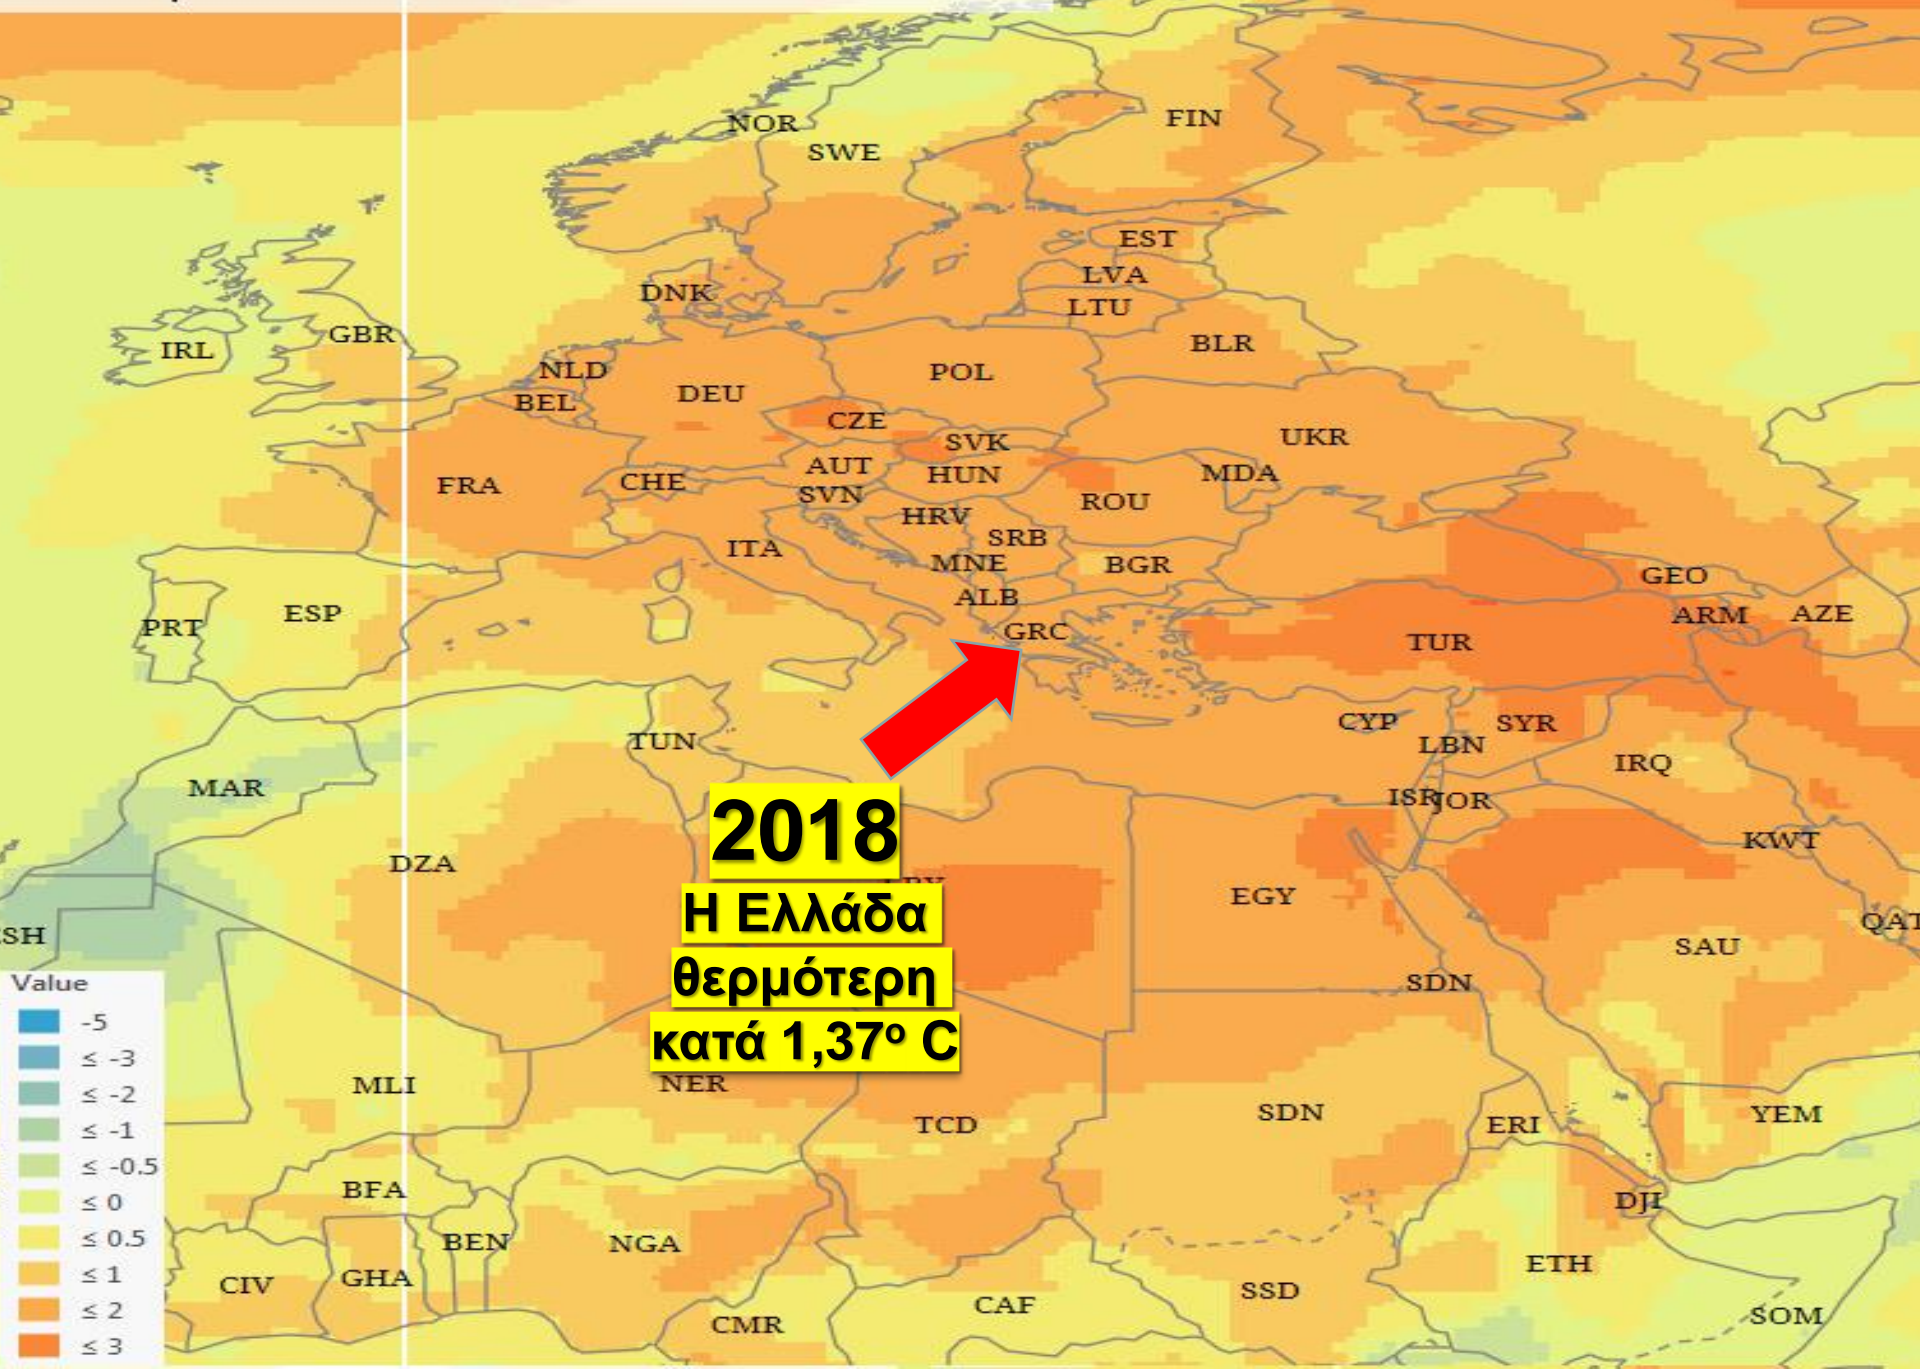 NOR
SWE
FIN
EST
LVA
LTU
DNK
GBR
IRL
BLR
NLD
BEL
DEU
POL
CZE
SVK
UKR
AUT
HUN
MDA
FRA
CHE
SVN
ROU
HRV
SRB
ITA
MNE
BGR
GEO
ALB
ESP
PRT
GRC
ARM
AZE
TUR
CYP
SYR
LBN
TUN
IRQ
MAR
ISR
JOR
KWT
2018
DZA
EGY
Η Ελλάδα
QAT
SAU
θερμότερη
SDN
κατά 1,37º C
MLI
NER
TCD
SDN
ERI
YEM
BFA
DJI
BEN
NGA
ETH
CIV
GHA
SSD
CAF
CMR
SOM
Value
-5
≤ -3
≤ -2
≤ -1
≤ -0.5
≤ 0
≤ 0.5
≤ 1
≤ 2
≤ 3